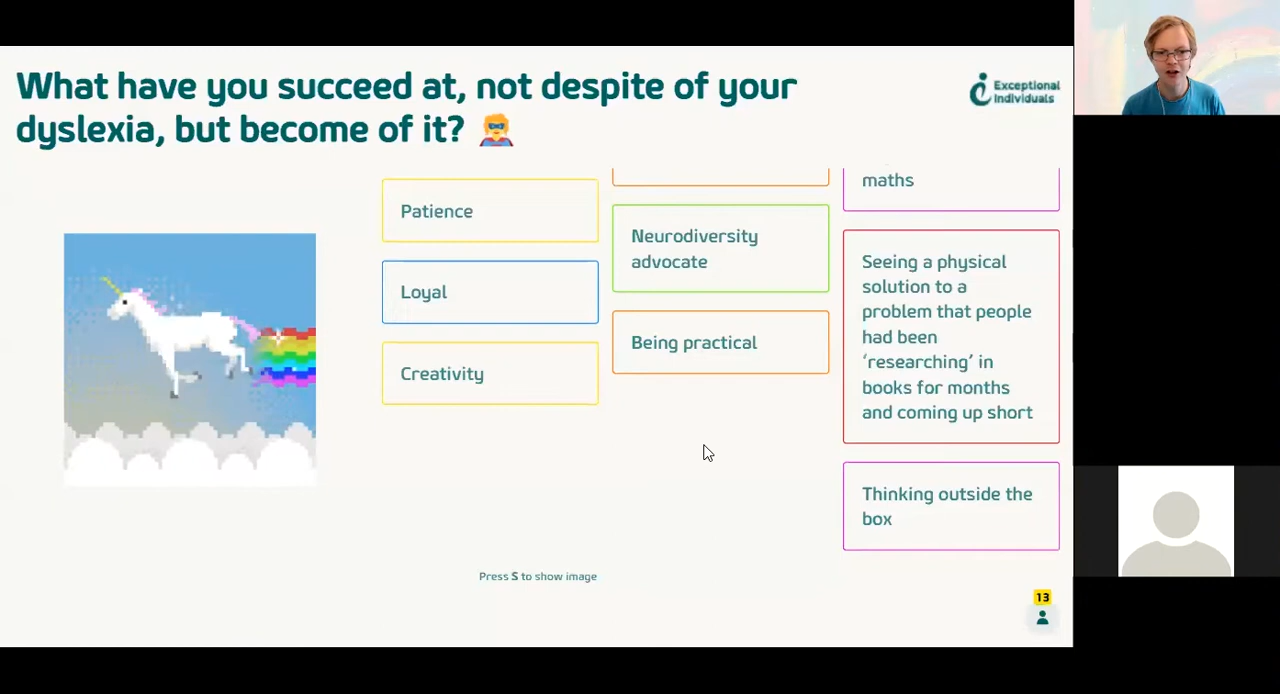 What have you succeed at, not despite of your
dyslexia, but become of it?
Exceptional
Individuals
Patience
Loyal
Creativity
Neurodiversity
advocate
Being practical
maths
Seeing a physical
solution to a
problem that people
had been
‘researching’ in
books for months
and coming up short
Thinking outside the
box
Press S to show image
13